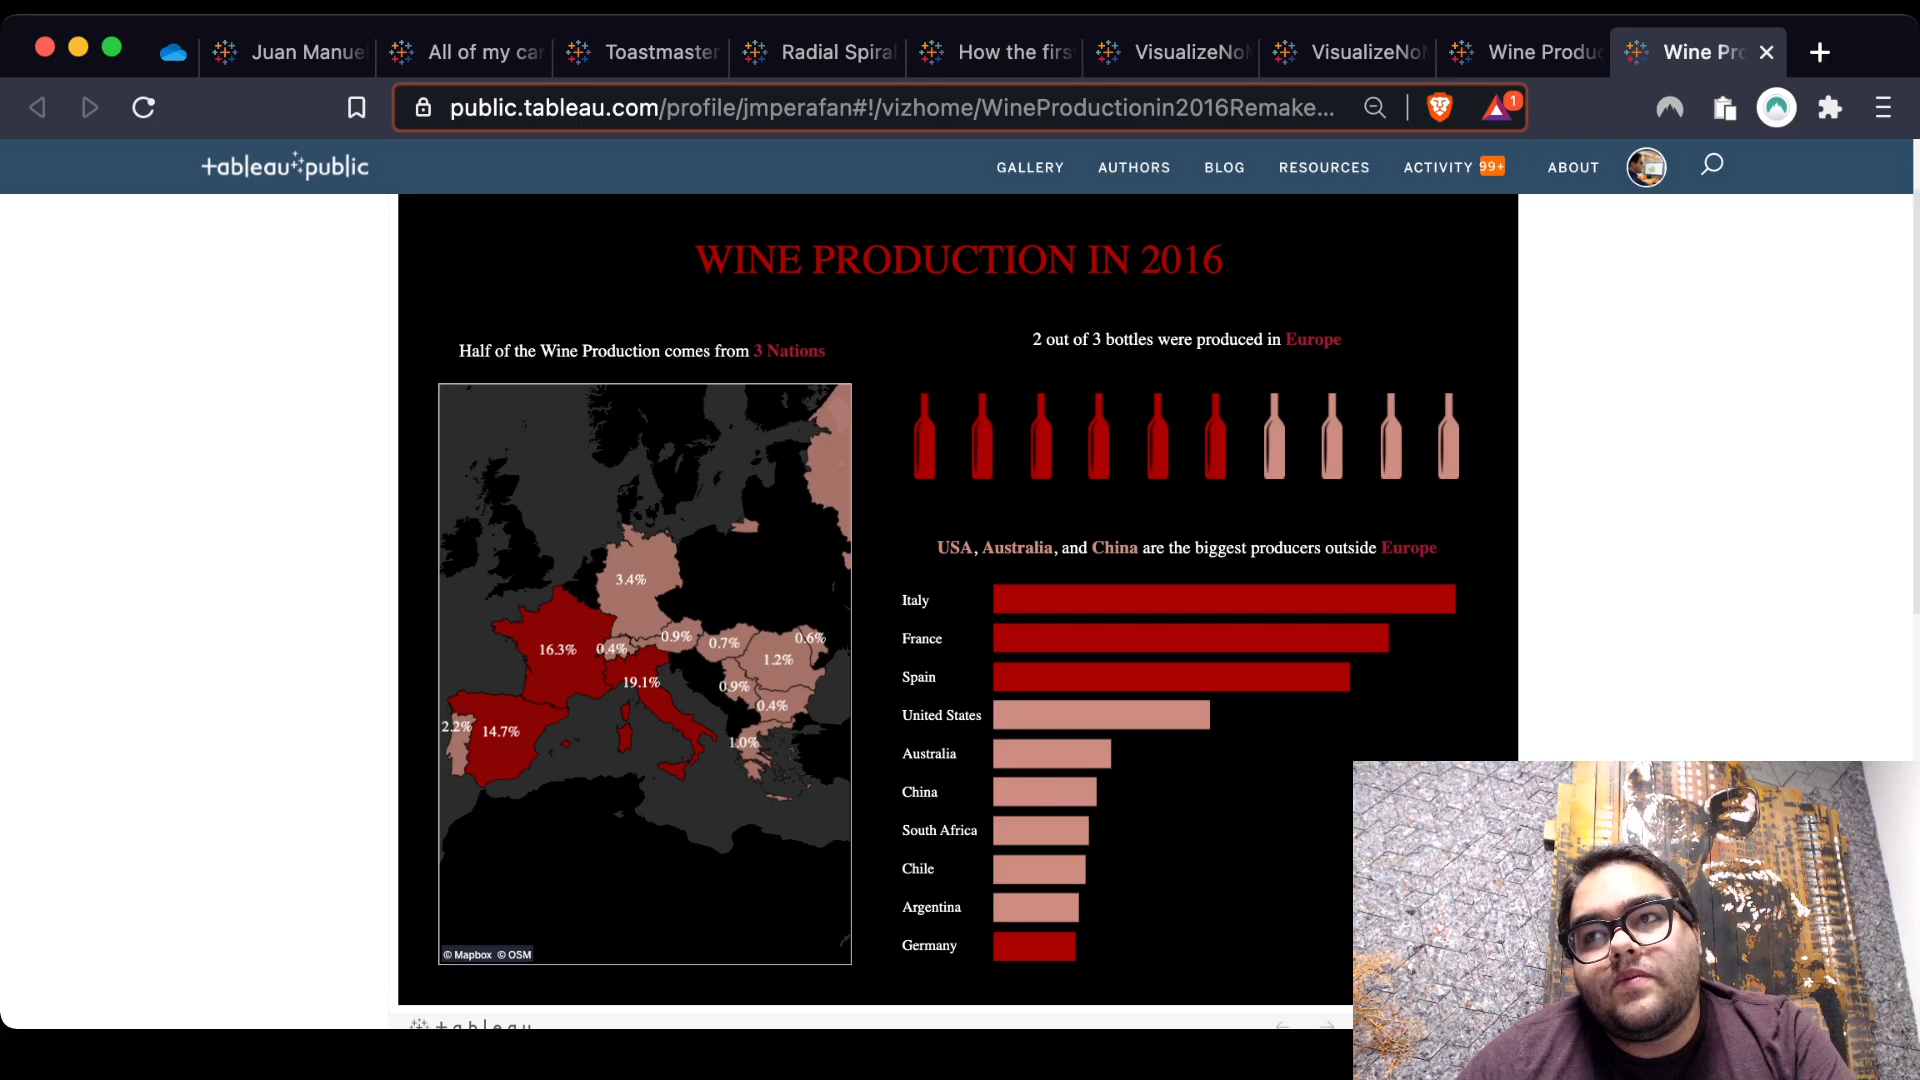 Juan Manue
All of my car
Toastmaster
Radial Spira
How the firs
VisualizeNo
VisualizeNo
Wine Produc
Wine Pro
public.tableau.com/profile/jmperafan#!/vizhome/WineProductionin2016Remake...
1
tableau public
GALLERY
AUTHORS
BLOG
RESOURCES
ACTIVITY 99+
ABOUT
WINE PRODUCTION IN 2016
Half of the Wine Production comes from 3 Nations
3.4%
16.3%
0.4%
0.9%
0.7%
0.6%
1.2%
19.1%
0.9%
0.4%
2.2%
14.7%
1.0%
© Mapbox © OSM
2 out of 3 bottles were produced in Europe
USA, Australia, and China are the biggest producers outside Europe
Italy
France
Spain
United States
Australia
China
South Africa
Chile
Argentina
Germany
tableau